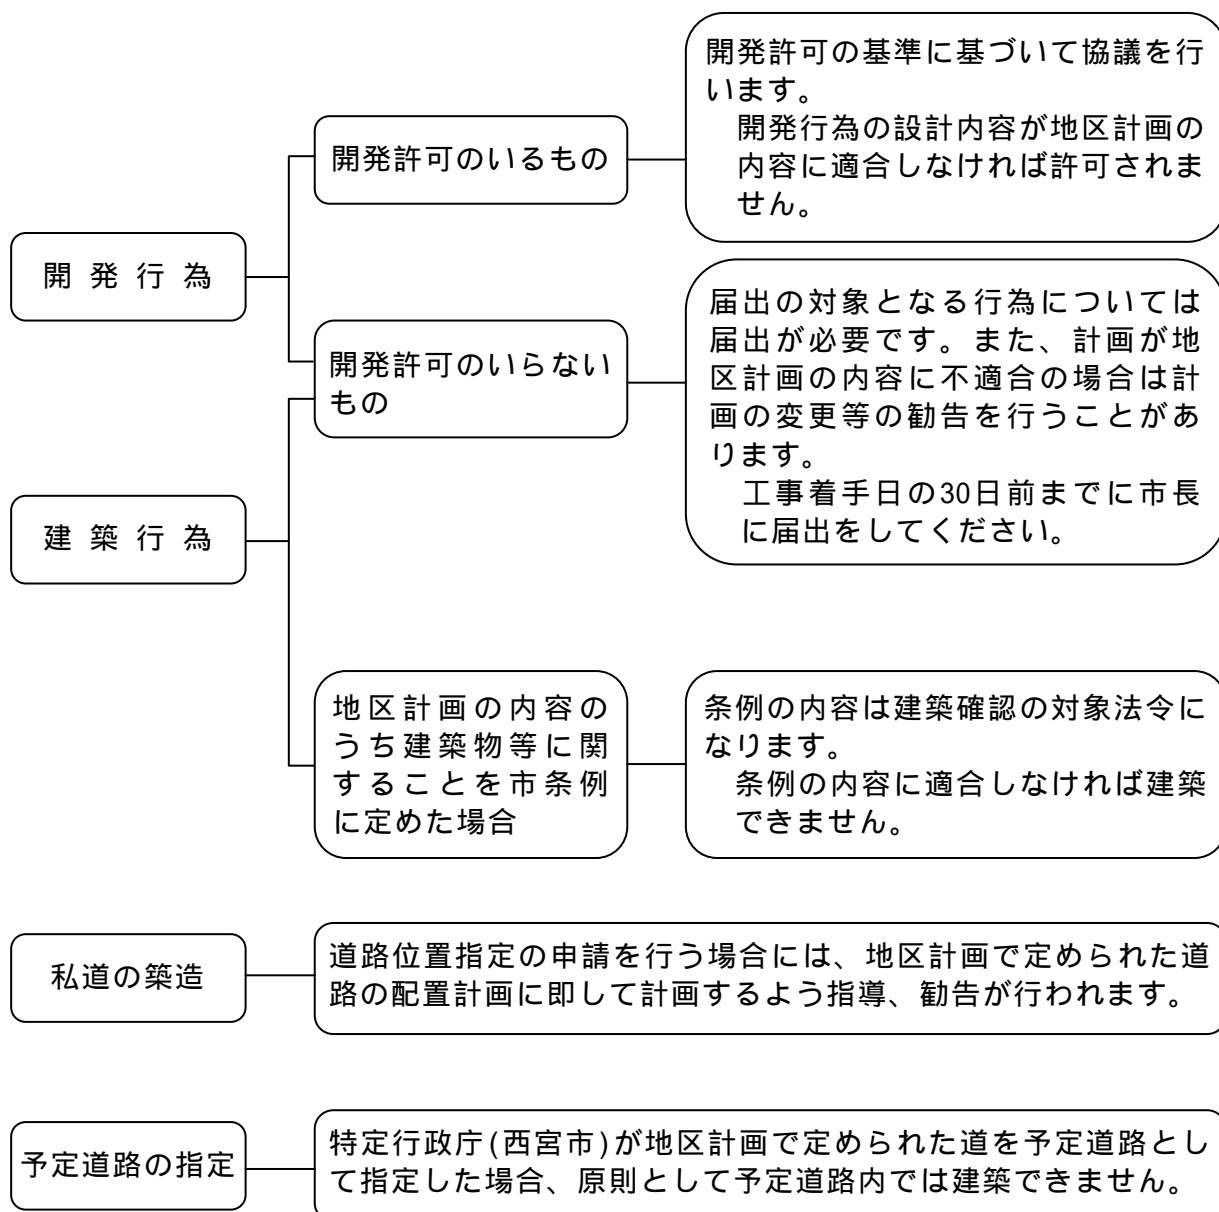 開発許可の基準に基づいて協議を行
います。
開発行為の設計内容が地区計画の
内容に適合しなければ許可されま
せん。
開発許可のいるもの
開発行為
届出の対象となる行為については
届出が必要です。また、計画が地
区計画の内容に不適合の場合は計
画の変更等の勧告を行うことがあ
ります。
工事着手日の30日前までに市長
に届出をしてください。
開発許可のいらない
もの
建築行為
地区計画の内容の
うち建築物等に関
することを市条例
に定めた場合
条例の内容は建築確認の対象法令に
なります。
条例の内容に適合しなければ建築
できません。
私道の築造
道路位置指定の申請を行う場合には、地区計画で定められた道
路の配置計画に即して計画するよう指導、勧告が行われます。
予定道路の指定
特定行政庁(西宮市)が地区計画で定められた道を予定道路とし
て指定した場合、原則として予定道路内では建築できません。